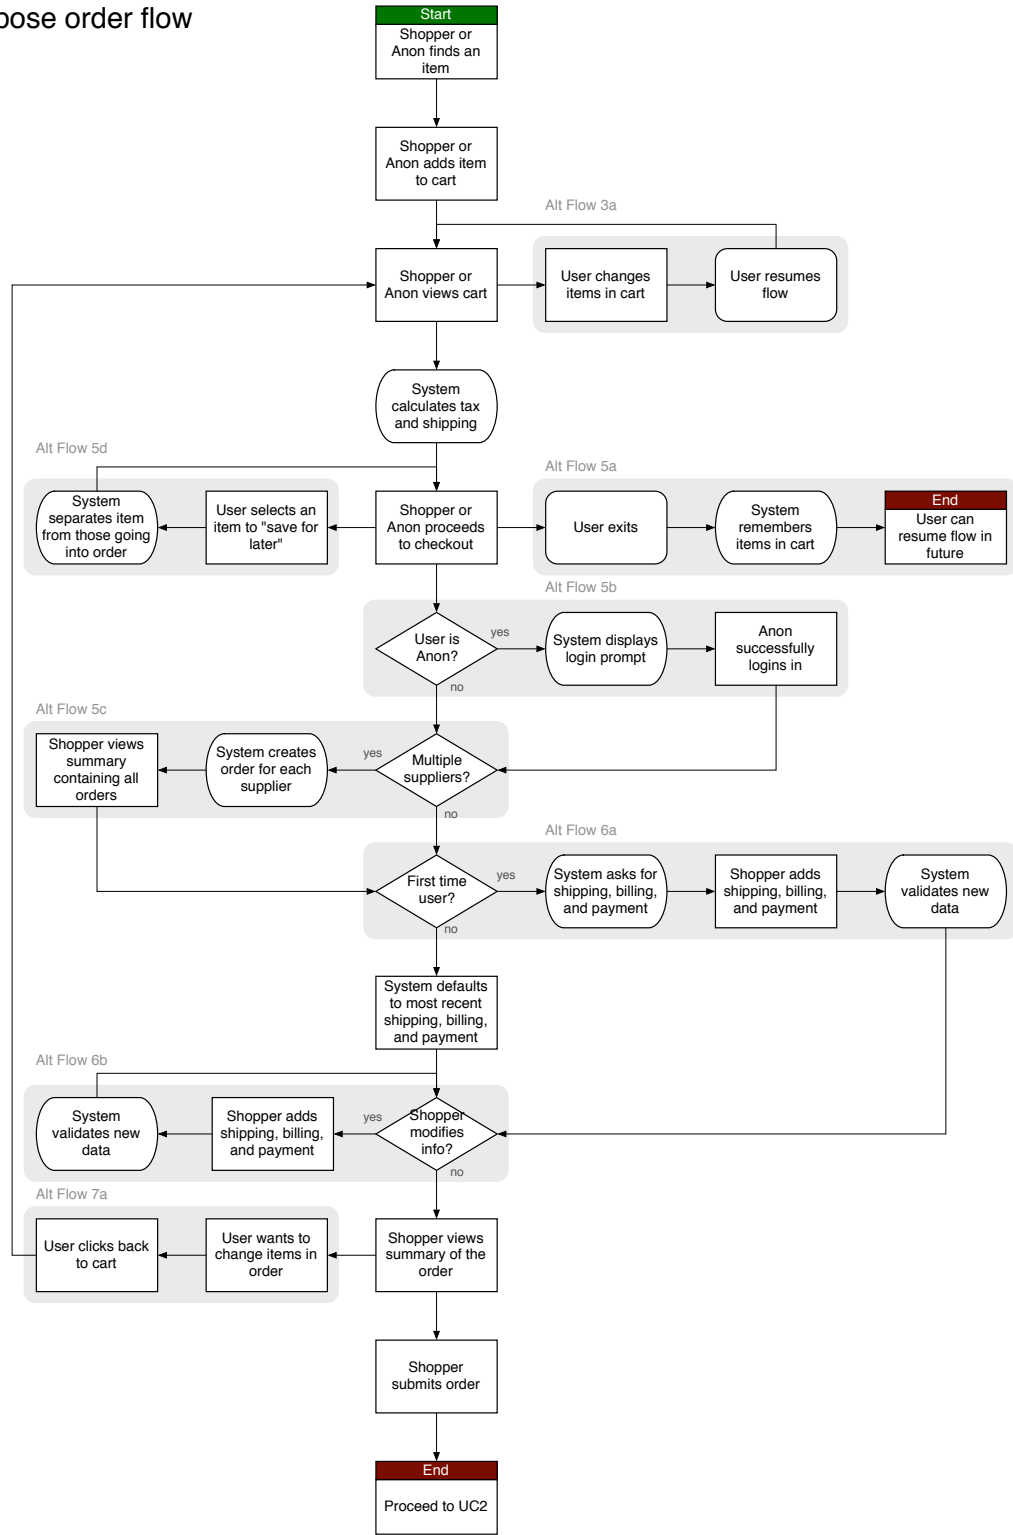 pose order flow
Start
Shopper or
Anon finds an
item
Shopper or
Anon adds item
to cart
Alt Flow 3a
Shopper or
Anon views cart
User changes
items in cart
User resumes
flow
System
calculates tax
and shipping
Alt Flow 5d
System
separates item
from those going
into order
User selects an
item to "save for
later"
Shopper or
Anon proceeds
to checkout
Alt Flow 5a
User exits
System
remembers
items in cart
End
User can
resume flow in
future
Alt Flow 5b
User is
Anon?
yes
no
System displays
login prompt
Anon
successfully
logins in
Alt Flow 5c
Shopper views
summary
containing all
orders
System creates
order for each
supplier
yes
Multiple
suppliers?
no
Alt Flow 6a
First time
user?
yes
no
System asks for
shipping, billing,
and payment
Shopper adds
shipping, billing,
and payment
System
validates new
data
System defaults
to most recent
shipping, billing,
and payment
Alt Flow 6b
System
validates new
data
Shopper adds
shipping, billing,
and payment
yes
Shopper
modifies
info?
no
Alt Flow 7a
User clicks back
to cart
User wants to
change items in
order
Shopper views
summary of the
order
Shopper
submits order
End
Proceed to UC2